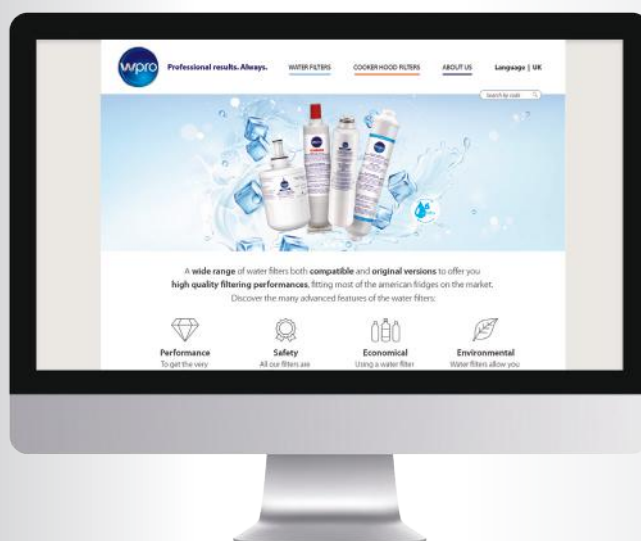 wpro
Professional results. Always.
WATER FILTERS
COOKER HOOD FILTERS
ABOUT US
Language | UK
Search by code
A wide range of water filters both compatible and original versions to offer you
high quality filtering performances, fitting most of the american fridges on the market.
Discover the many advanced features of the water filters:
Performance
To get the very
Safety
All our filters are
Economical
Using a water filter
Environmental
Water filters allow you